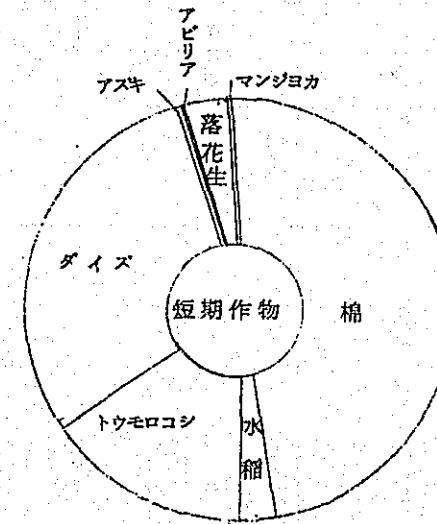 アビリア
アズキ
マンジヨカ
落花生
ダイズ
短期作物
棉
トウモロコシ
水稲